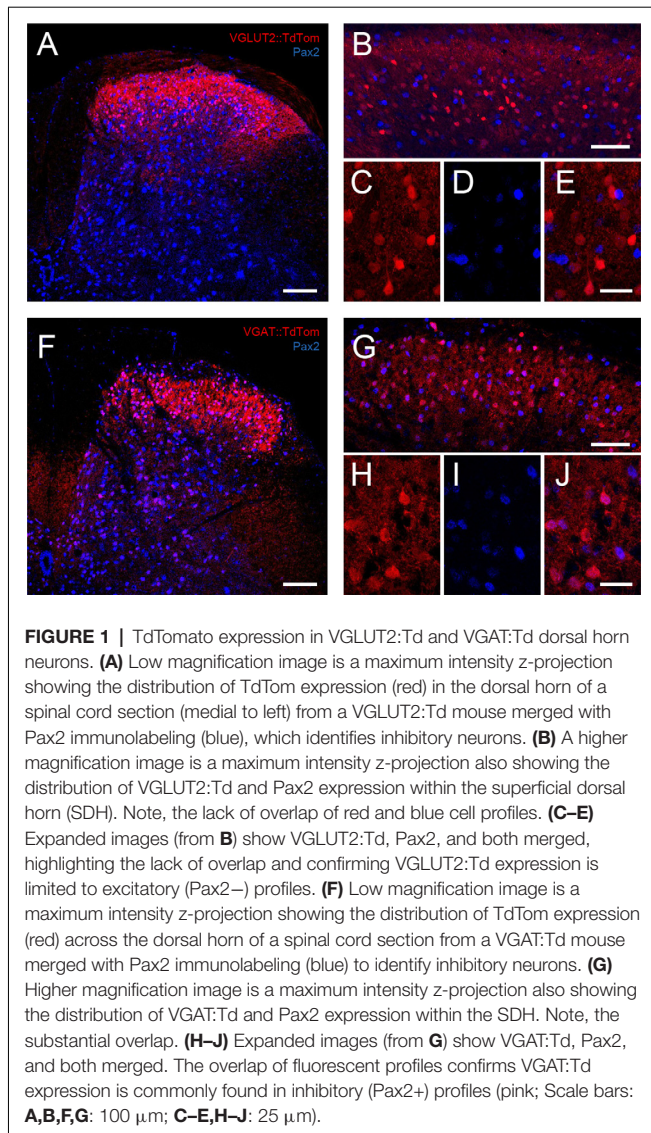 A
VGLUT2::TdTom
Pax2
B
C
D
E
F
VGAT::TdTom
Pax2
G
H
I
J
FIGURE 1 | TdTomato expression in VGLUT2:Td and VGAT:Td dorsal horn
neurons. (A) Low magnification image is a maximum intensity z-projection
showing the distribution of TdTom expression (red) in the dorsal horn of a
spinal cord section (medial to left) from a VGLUT2:Td mouse merged with
Pax2 immunolabeling (blue), which identifies inhibitory neurons. (B) A higher
magnification image is a maximum intensity z-projection also showing the
distribution of VGLUT2:Td and Pax2 expression within the superficial dorsal
horn (SDH). Note, the lack of overlap of red and blue cell profiles. (C–E)
Expanded images (from B) show VGLUT2:Td, Pax2, and both merged,
highlighting the lack of overlap and confirming VGLUT2:Td expression is
limited to excitatory (Pax2−) profiles. (F) Low magnification image is a
maximum intensity z-projection showing the distribution of TdTom expression
(red) across the dorsal horn of a spinal cord section from a VGAT:Td mouse
merged with Pax2 immunolabeling (blue) to identify inhibitory neurons. (G)
Higher magnification image is a maximum intensity z-projection also showing
the distribution of VGAT:Td and Pax2 expression within the SDH. Note, the
substantial overlap. (H–J) Expanded images (from G) show VGAT:Td, Pax2,
and both merged. The overlap of fluorescent profiles confirms VGAT:Td
expression is commonly found in inhibitory (Pax2+) profiles (pink; Scale bars:
A,B,F,G: 100 μm; C–E,H–J: 25 μm).